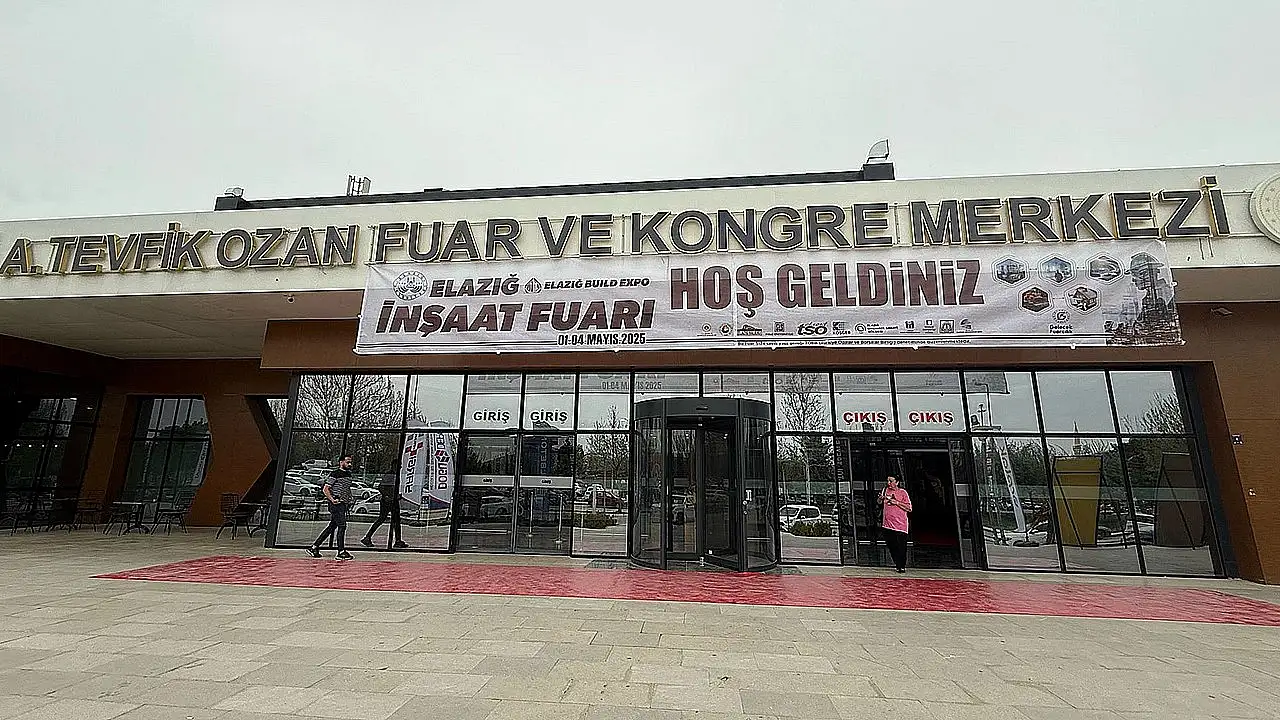 A. TEVFİK OZAN FUAR VE KONGRE MERKEZİ
ELAZIĞ ELAZIĞ BUILD EXPO
İNŞAAT FUARI
01-04 MAYIS.2025
HOŞ GELDİNİZ
tso
GİRİŞ GİRİŞ
ÇIKIŞ ÇIKIŞ